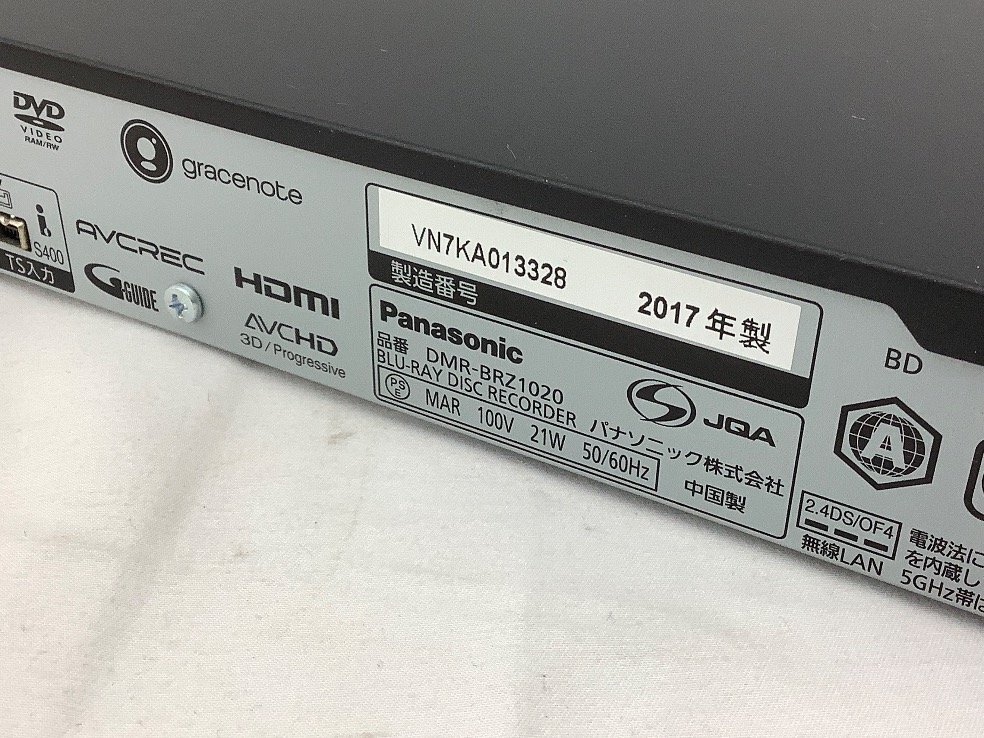 DVD
VIDEO
RAM/RW
gracenote
i
S400
TS入力
AVCREC
G-GUIDE
HDMI
AVCHD
3D/Progressive
VN7KA013328 2017年製
製造番号
Panasonic
品番 DMR-BRZ1020
BLU-RAY DISC RECORDER
パナソニック株式会社
PSE MAR 100V 21W 50/60Hz
中国製
JQA
BD
A
2.4DS/OF4
無線LAN
電波法に
を内蔵し
5GHz帯は